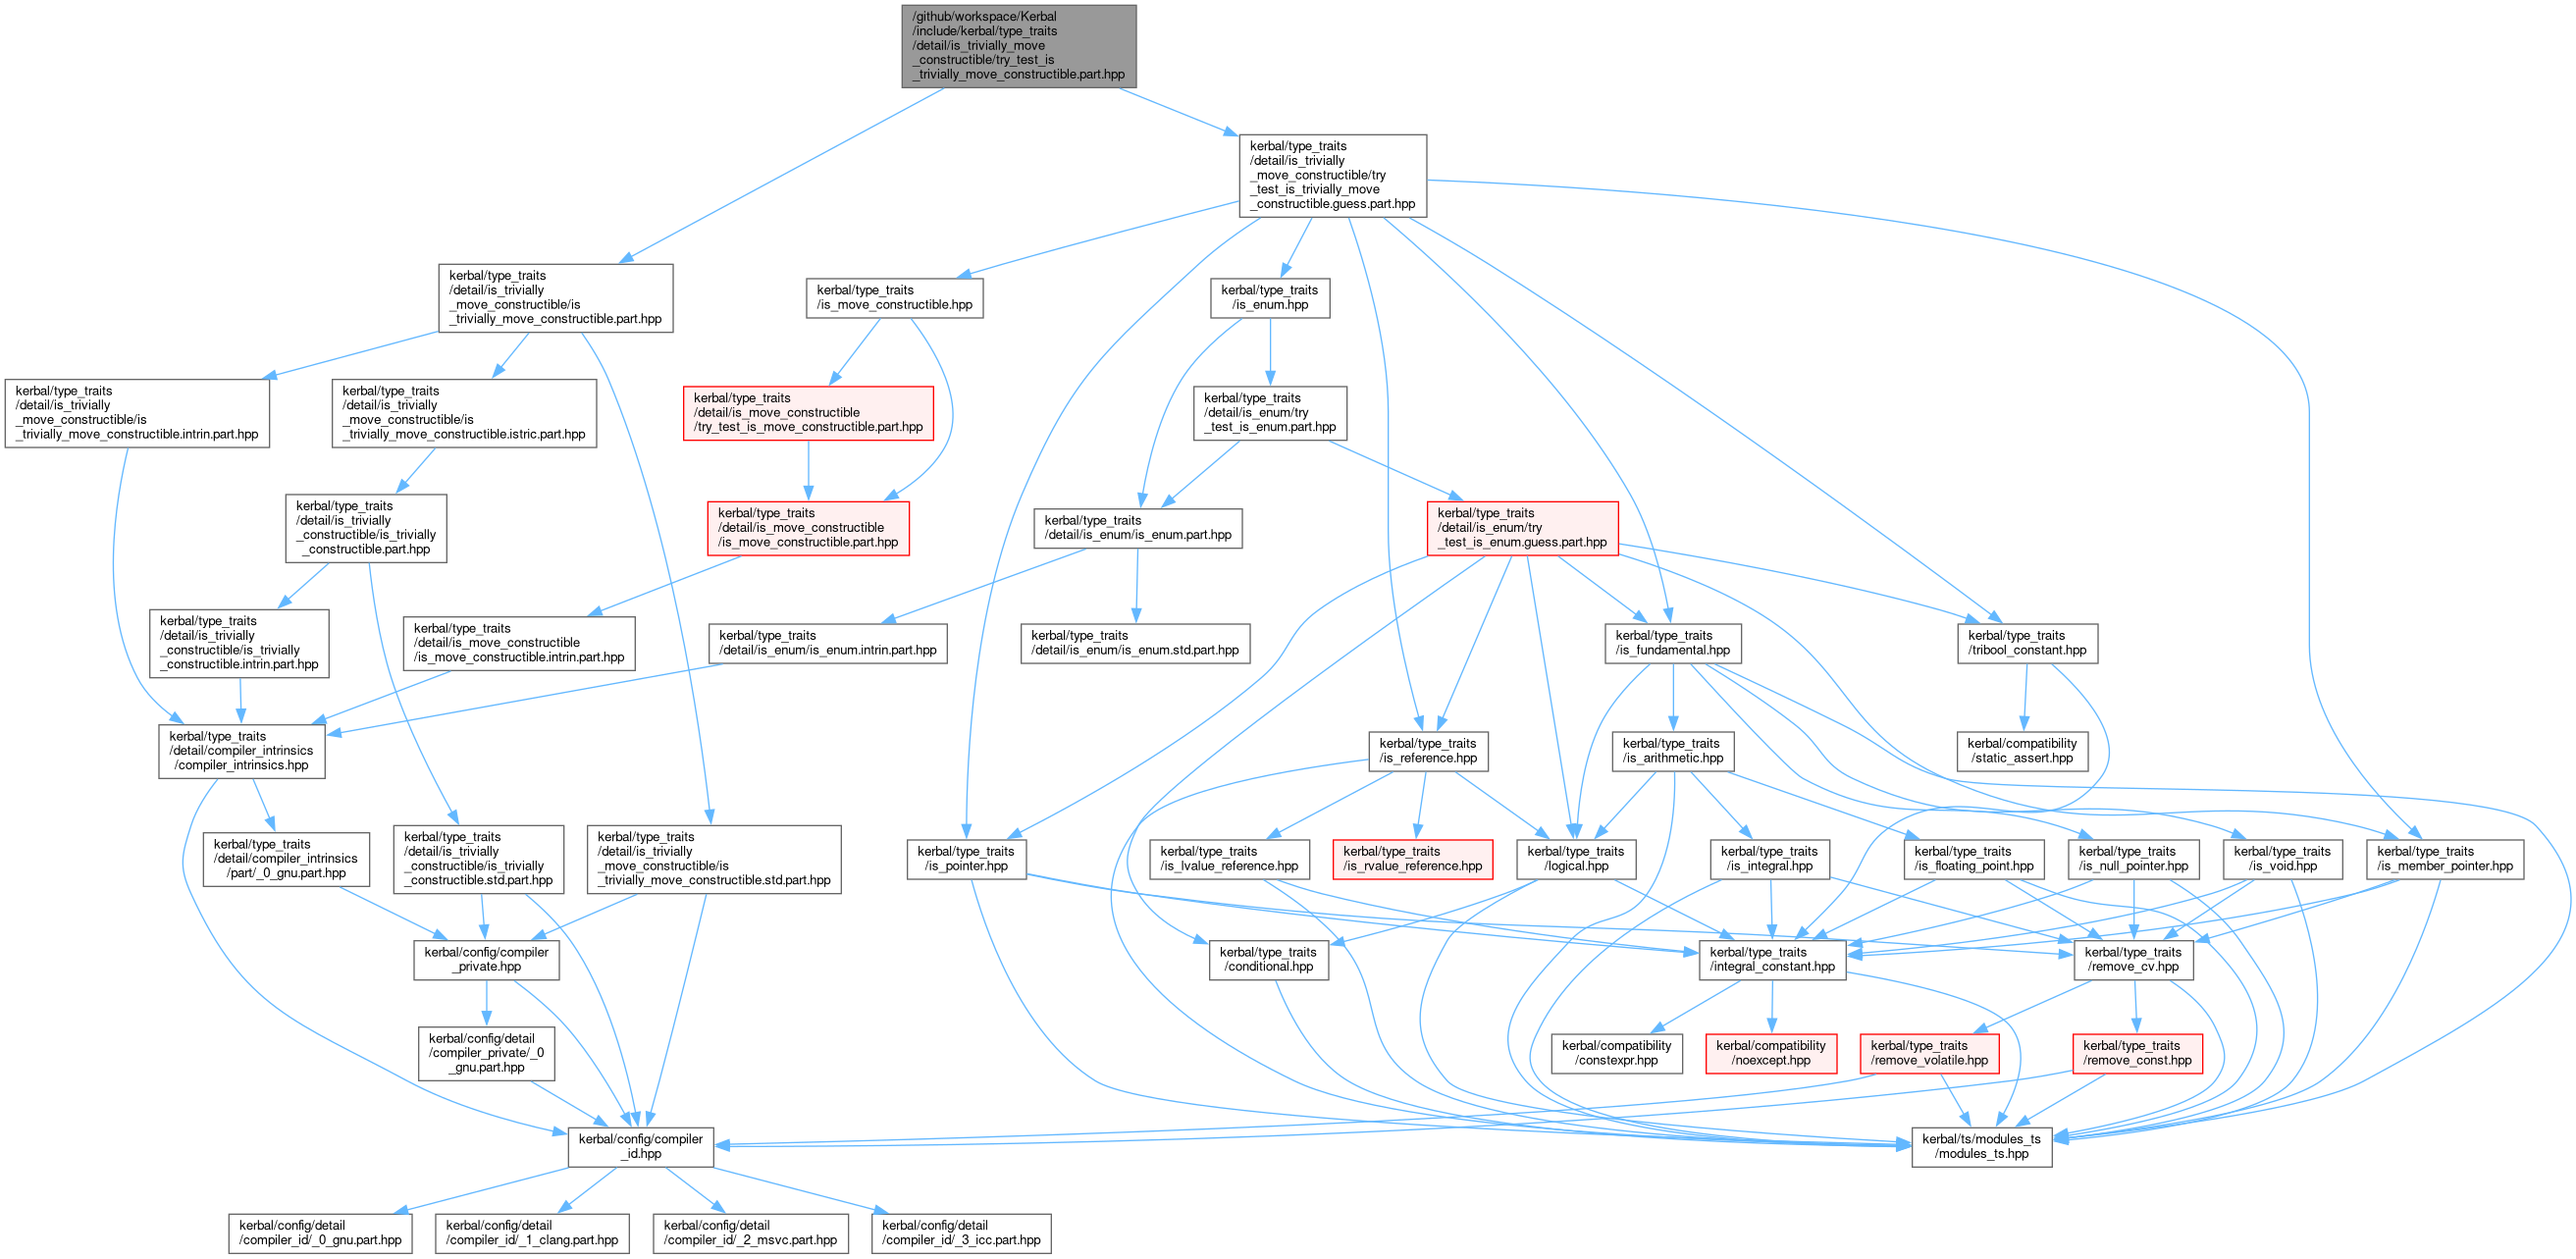 /github/workspace/Kerbal
/include/kerbal/type_traits
/detail/is_trivially_move
_constructible/try_test_is
_trivially_move_constructible.part.hpp
kerbal/type_traits
/detail/is_trivially
_move_constructible/try
_test_is_trivially_move
_constructible.guess.part.hpp
kerbal/type_traits
/detail/is_trivially
_move_constructible/is
_trivially_move_constructible.part.hpp
kerbal/type_traits
/is_move_constructible.hpp
kerbal/type_traits
/is_enum.hpp
kerbal/type_traits
/detail/is_trivially
_move_constructible/is
_trivially_move_constructible.intrin.part.hpp
kerbal/type_traits
/detail/is_trivially
_move_constructible/is
_trivially_move_constructible.istric.part.hpp
kerbal/type_traits
/detail/is_move_constructible
/try_test_is_move_constructible.part.hpp
kerbal/type_traits
/detail/is_enum/try
_test_is_enum.part.hpp
kerbal/type_traits
/detail/is_trivially
_constructible/is_trivially
_constructible.part.hpp
kerbal/type_traits
/detail/is_move_constructible
/is_move_constructible.part.hpp
kerbal/type_traits
/detail/is_enum/is_enum.part.hpp
kerbal/type_traits
/detail/is_enum/try
_test_is_enum.guess.part.hpp
kerbal/type_traits
/detail/is_trivially
_constructible/is_trivially
_constructible.intrin.part.hpp
kerbal/type_traits
/detail/is_move_constructible
/is_move_constructible.intrin.part.hpp
kerbal/type_traits
/detail/is_enum/is_enum.intrin.part.hpp
kerbal/type_traits
/detail/is_enum/is_enum.std.part.hpp
kerbal/type_traits
/is_fundamental.hpp
kerbal/type_traits
/tribool_constant.hpp
kerbal/type_traits
/detail/compiler_intrinsics
/compiler_intrinsics.hpp
kerbal/type_traits
/is_reference.hpp
kerbal/type_traits
/is_arithmetic.hpp
kerbal/compatibility
/static_assert.hpp
kerbal/type_traits
/detail/compiler_intrinsics
/part/_0_gnu.part.hpp
kerbal/type_traits
/detail/is_trivially
_constructible/is_trivially
_constructible.std.part.hpp
kerbal/type_traits
/detail/is_trivially
_move_constructible/is
_trivially_move_constructible.std.part.hpp
kerbal/type_traits
/is_pointer.hpp
kerbal/type_traits
/is_lvalue_reference.hpp
kerbal/type_traits
/is_rvalue_reference.hpp
kerbal/type_traits
/logical.hpp
kerbal/type_traits
/is_integral.hpp
kerbal/type_traits
/is_floating_point.hpp
kerbal/type_traits
/is_null_pointer.hpp
kerbal/type_traits
/is_void.hpp
kerbal/type_traits
/is_member_pointer.hpp
kerbal/config/compiler
_private.hpp
kerbal/type_traits
/conditional.hpp
kerbal/type_traits
/integral_constant.hpp
kerbal/type_traits
/remove_cv.hpp
kerbal/config/detail
/compiler_private/_0
_gnu.part.hpp
kerbal/compatibility
/constexpr.hpp
kerbal/compatibility
/noexcept.hpp
kerbal/type_traits
/remove_volatile.hpp
kerbal/type_traits
/remove_const.hpp
kerbal/config/compiler
_id.hpp
kerbal/ts/modules_ts
/modules_ts.hpp
kerbal/config/detail
/compiler_id/_0_gnu.part.hpp
kerbal/config/detail
/compiler_id/_1_clang.part.hpp
kerbal/config/detail
/compiler_id/_2_msvc.part.hpp
kerbal/config/detail
/compiler_id/_3_icc.part.hpp